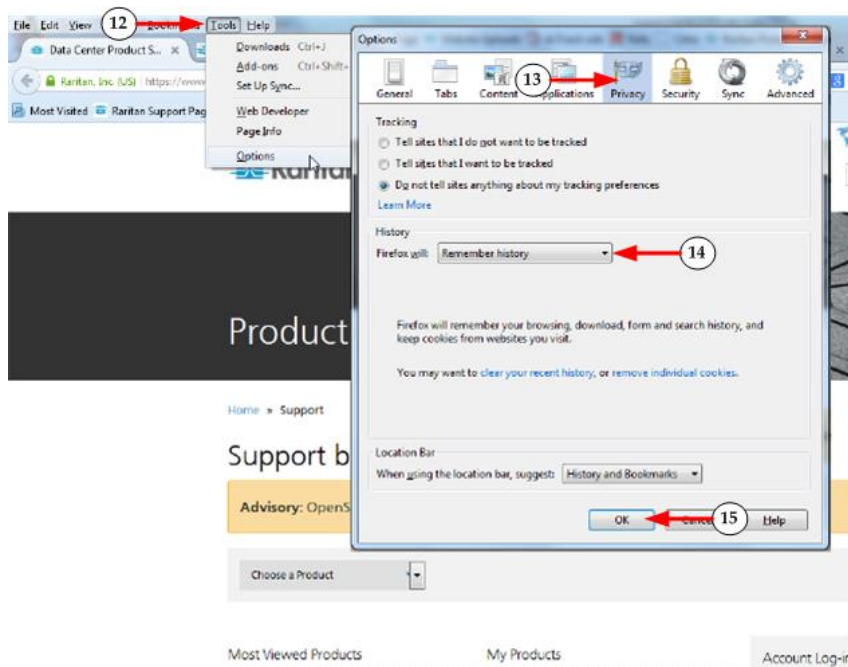 File Edit View Tools Help
12
Data Center Product S...
Raritan, Inc. (US) https://www
Most Visited Raritan Support Pag
Downloads Ctrl+J
Add-ons Ctrl+Shift+
Set Up Sync...
Web Developer
Page Info
Options
Raritan
Product
Home » Support
Support b
Advisory: OpenS
Choose a Product
Most Viewed Products
My Products
Account Log-in
Options
13
General Tabs Content Applications Privacy Security Sync Advanced
Tracking
Tell sites that I do not want to be tracked
Tell sites that I want to be tracked
Do not tell sites anything about my tracking preferences
Learn More
History
Firefox will: Remember history
14
Firefox will remember your browsing, download, form and search history, and
keep cookies from websites you visit.
You may want to clear your recent history, or remove individual cookies.
Location Bar
When using the location bar, suggest: History and Bookmarks
OK Cancel Help
15